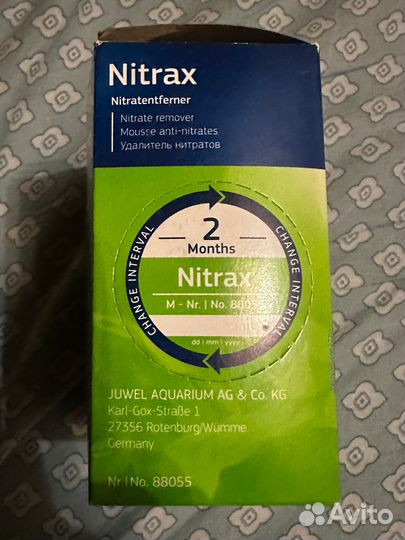 Nitrax
Nitratentferner
Nitrate remover
Mousse anti-nitrates
Удалитель нитратов
CHANGE INTERVAL
2
Months
CHANGE INTERVAL
Nitrax
M - Nr. | No. 8805
dd | mm | yyyy
JUWEL AQUARIUM AG & Co. KG
Karl-Gox-Straße 1
27356 Rotenburg/Wümme
Germany
Nr | No. 88055
Avito